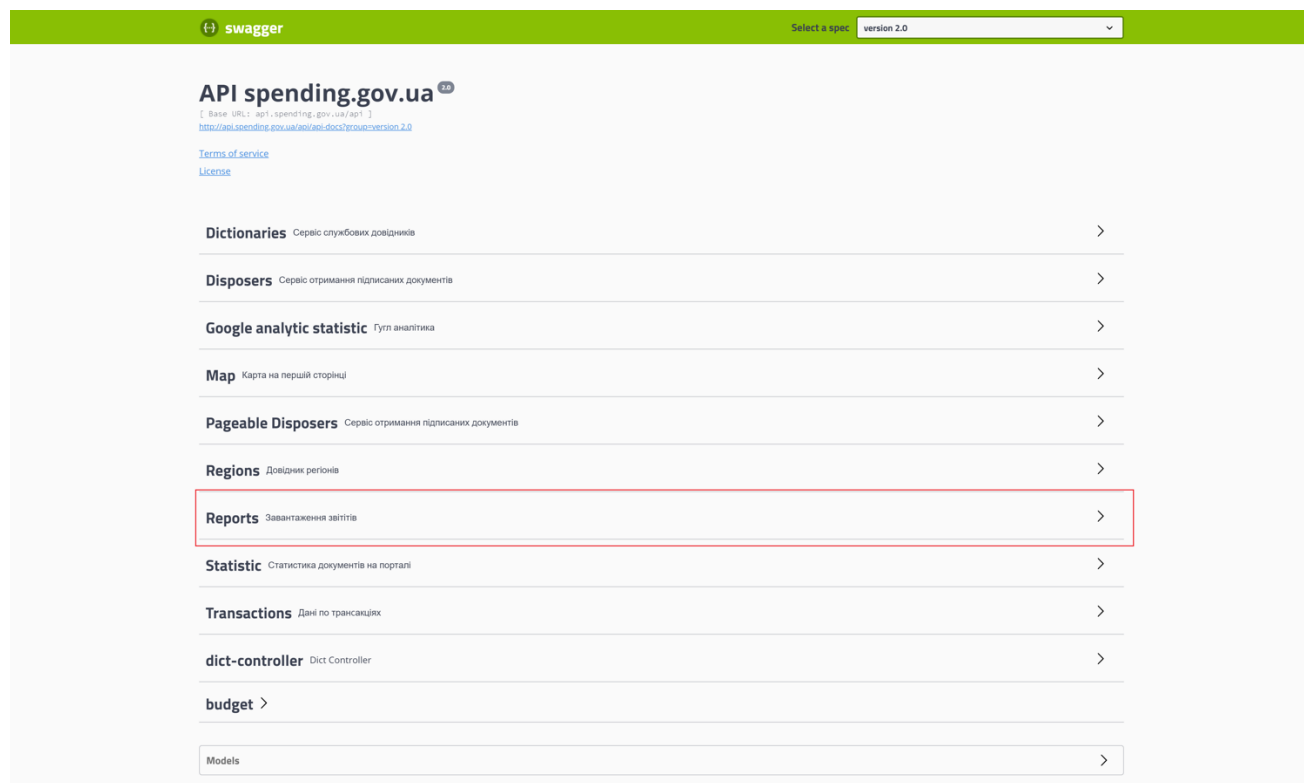 swagger Select a spec version 2.0
API spending.gov.ua 2.0
[ Base URL: api.spending.gov.ua/api ]
http://api.spending.gov.ua/api/api-docs?group=version 2.0
Terms of service
License
Dictionaries Сервіс службових довідників
Disposers Сервіс отримання підписаних документів
Google analytic statistic Гугл аналітика
Map Карта на першій сторінці
Pageable Disposers Сервіс отримання підписаних документів
Regions Довідник регіонів
Reports Завантаження звітітів
Statistic Статистика документів на порталі
Transactions Дані по трансакціях
dict-controller Dict Controller
budget
Models